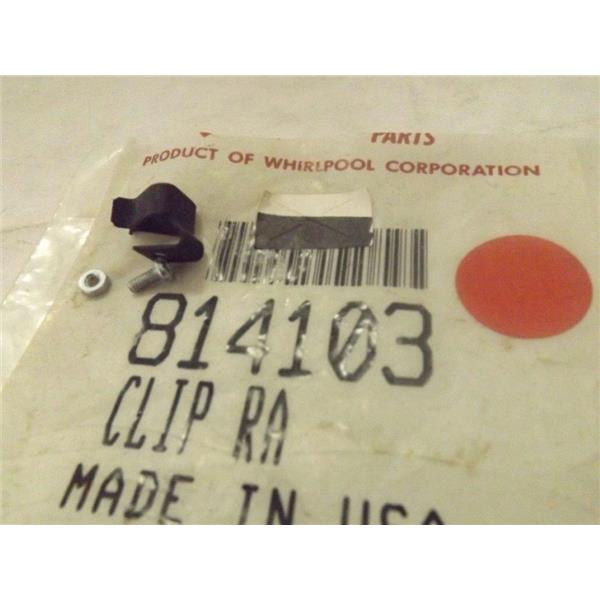 PARTS
PRODUCT OF WHIRLPOOL CORPORATION
814103
CLIP RA
MADE IN USA